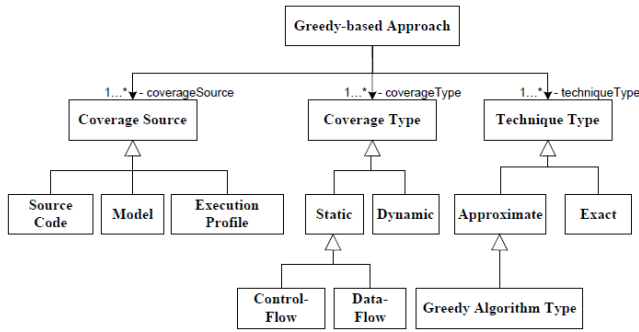 Greedy-based Approach
1...* - coverageSource
1...* - coverageType
1...* - techniqueType
Coverage Source
Coverage Type
Technique Type
Source
Code
Model
Execution
Profile
Static
Dynamic
Approximate
Exact
Control-
Flow
Data-
Flow
Greedy Algorithm Type